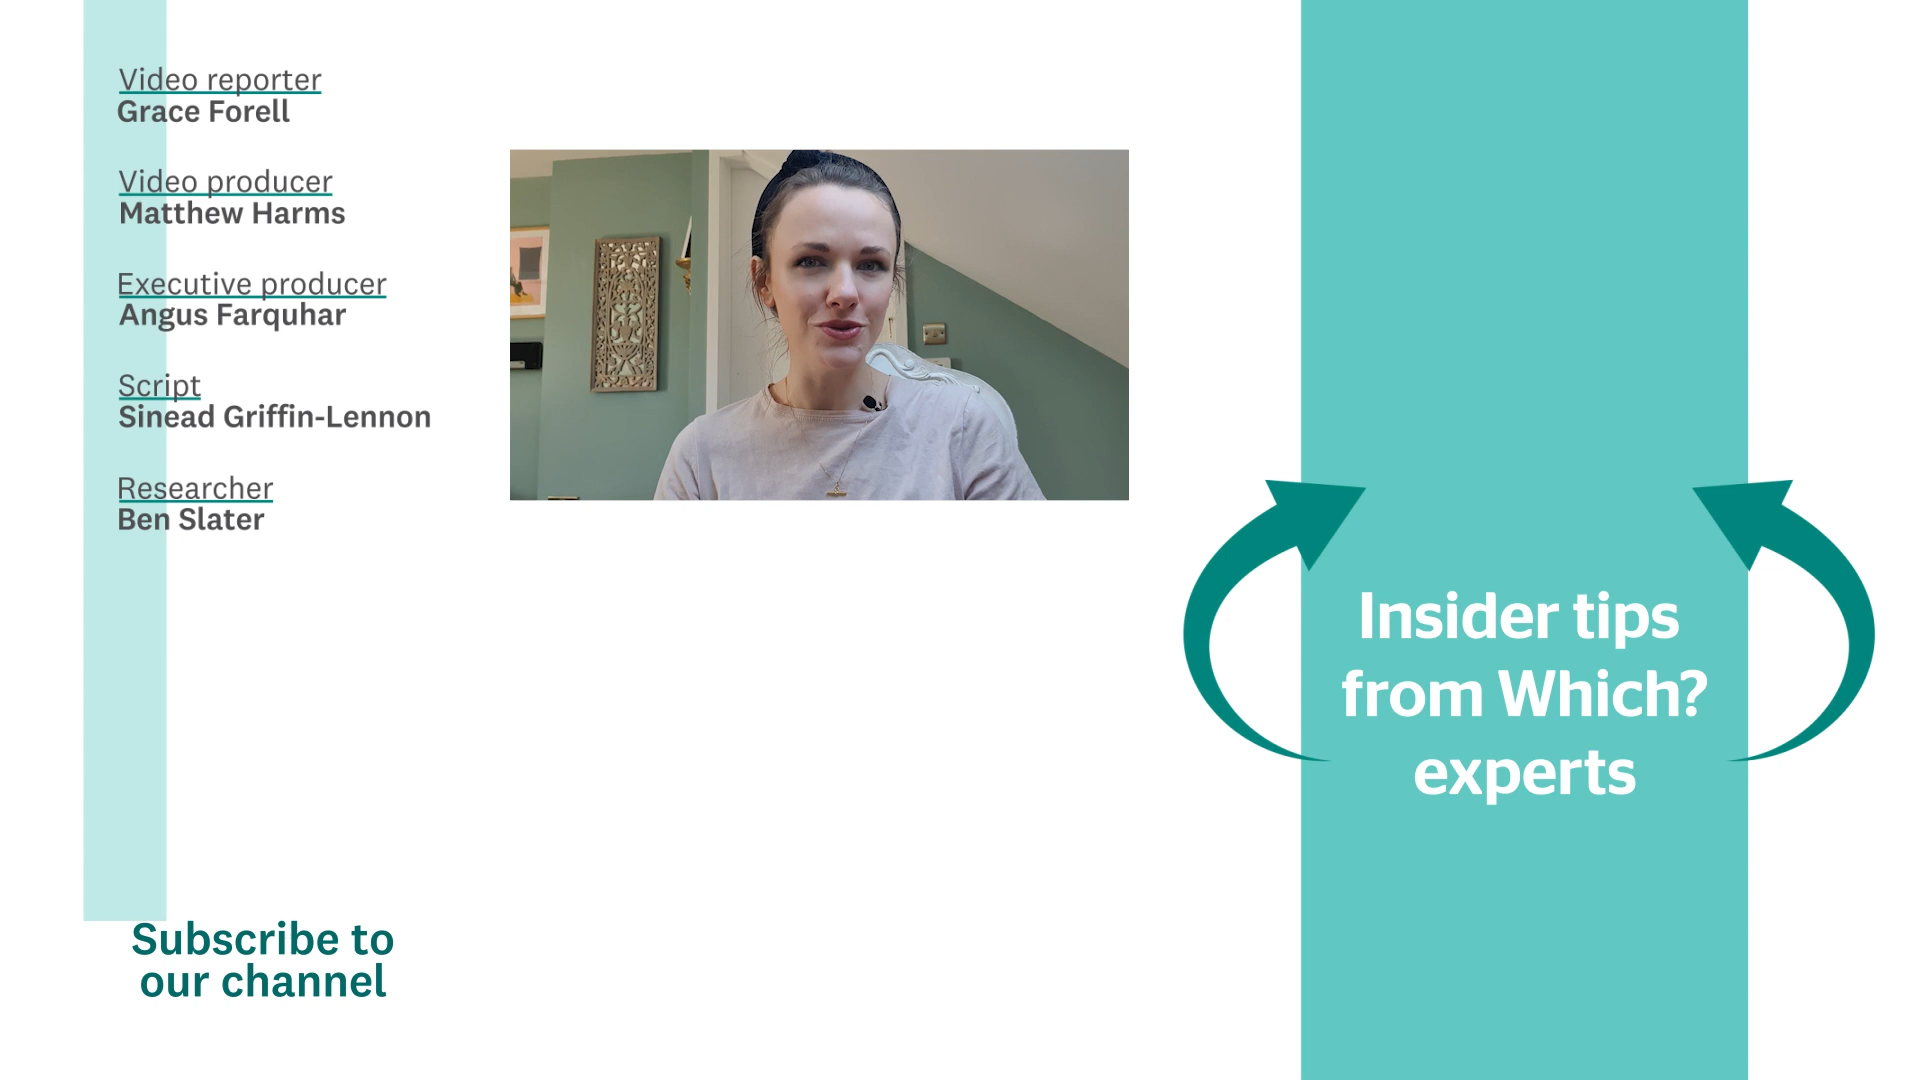 Video reporter
Grace Forell
Video producer
Matthew Harms
Executive producer
Angus Farquhar
Script
Sinead Griffin-Lennon
Researcher
Ben Slater
Subscribe to
our channel
Insider tips
from Which?
experts